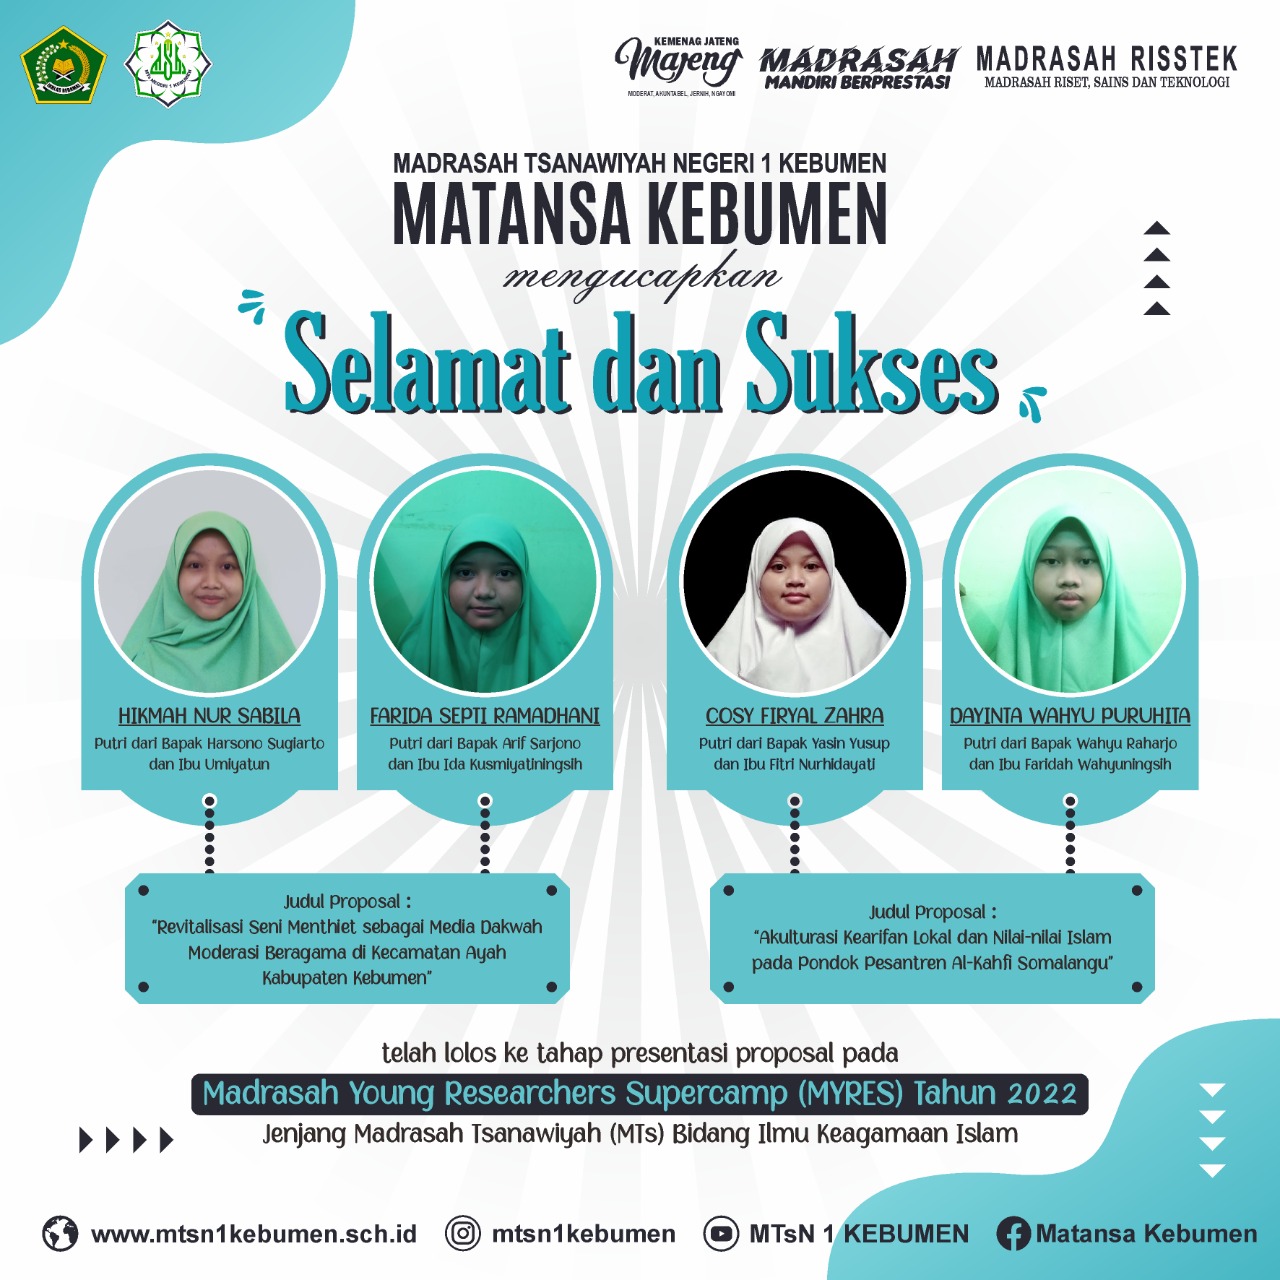 KEMENAG JATENG
Majeng
MODERAT, AKUNTABEL, JERNIH, NGAYOMI
MADRASAH
MANDIRI BERPRESTASI
MADRASAH RISSTEK
MADRASAH RISET, SAINS DAN TEKNOLOGI
MADRASAH TSANAWIYAH NEGERI 1 KEBUMEN
MATANSA KEBUMEN
mengucapkan
Selamat dan Sukses
HIKMAH NUR SABILA
Putri dari Bapak Harsono Sugiarto
dan Ibu Umiyatun
FARIDA SEPTI RAMADHANI
Putri dari Bapak Arif Sarjono
dan Ibu Ida Kusmiyatiningsih
COSY FIRYAL ZAHRA
Putri dari Bapak Yasin Yusup
dan Ibu Fitri Nurhidayati
DAYINTA WAHYU PURUHITA
Putri dari Bapak Wahyu Raharjo
dan Ibu Faridah Wahyuningsih
Judul Proposal :
"Revitalisasi Seni Menthiet sebagai Media Dakwah
Moderasi Beragama di Kecamatan Ayah
Kabupaten Kebumen"
Judul Proposal :
"Akulturasi Kearifan Lokal dan Nilai-nilai Islam
pada Pondok Pesantren Al-Kahfi Somalangu"
telah lolos ke tahap presentasi proposal pada
Madrasah Young Researchers Supercamp (MYRES) Tahun 2022
Jenjang Madrasah Tsanawiyah (MTs) Bidang Ilmu Keagamaan Islam
www.mtsn1kebumen.sch.id
mtsn1kebumen
MTsN 1 KEBUMEN
Matansa Kebumen